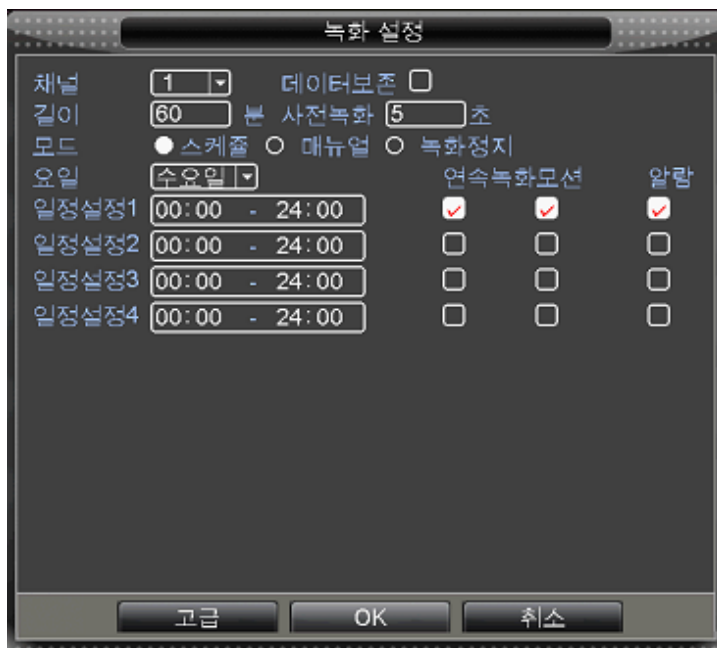 녹화 설정
채널 1 데이터보존
길이 60 분 사전녹화 5 초
모드 스케쥴 매뉴얼 녹화정지
요일 수요일 연속녹화모션 알람
일정설정1 00:00 - 24:00
일정설정2 00:00 - 24:00
일정설정3 00:00 - 24:00
일정설정4 00:00 - 24:00
고급 OK 취소